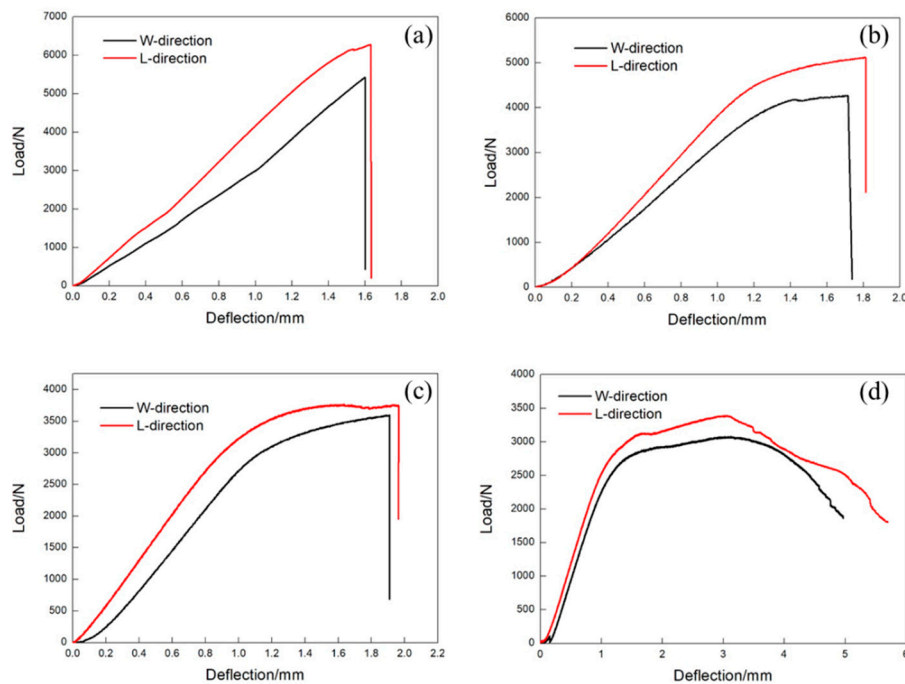 (a)
W-direction
L-direction
Load/N
7000
6000
5000
4000
3000
2000
1000
0
0.0 0.2 0.4 0.6 0.8 1.0 1.2 1.4 1.6 1.8 2.0
Deflection/mm
(b)
W-direction
L-direction
Load/N
6000
5000
4000
3000
2000
1000
0
0.0 0.2 0.4 0.6 0.8 1.0 1.2 1.4 1.6 1.8 2.0
Deflection/mm
(c)
W-direction
L-direction
Load/N
4000
3500
3000
2500
2000
1500
1000
500
0
0.0 0.2 0.4 0.6 0.8 1.0 1.2 1.4 1.6 1.8 2.0 2.2
Deflection/mm
(d)
W-direction
L-direction
Load/N
4000
3500
3000
2500
2000
1500
1000
500
0
0 1 2 3 4 5 6
Deflection/mm